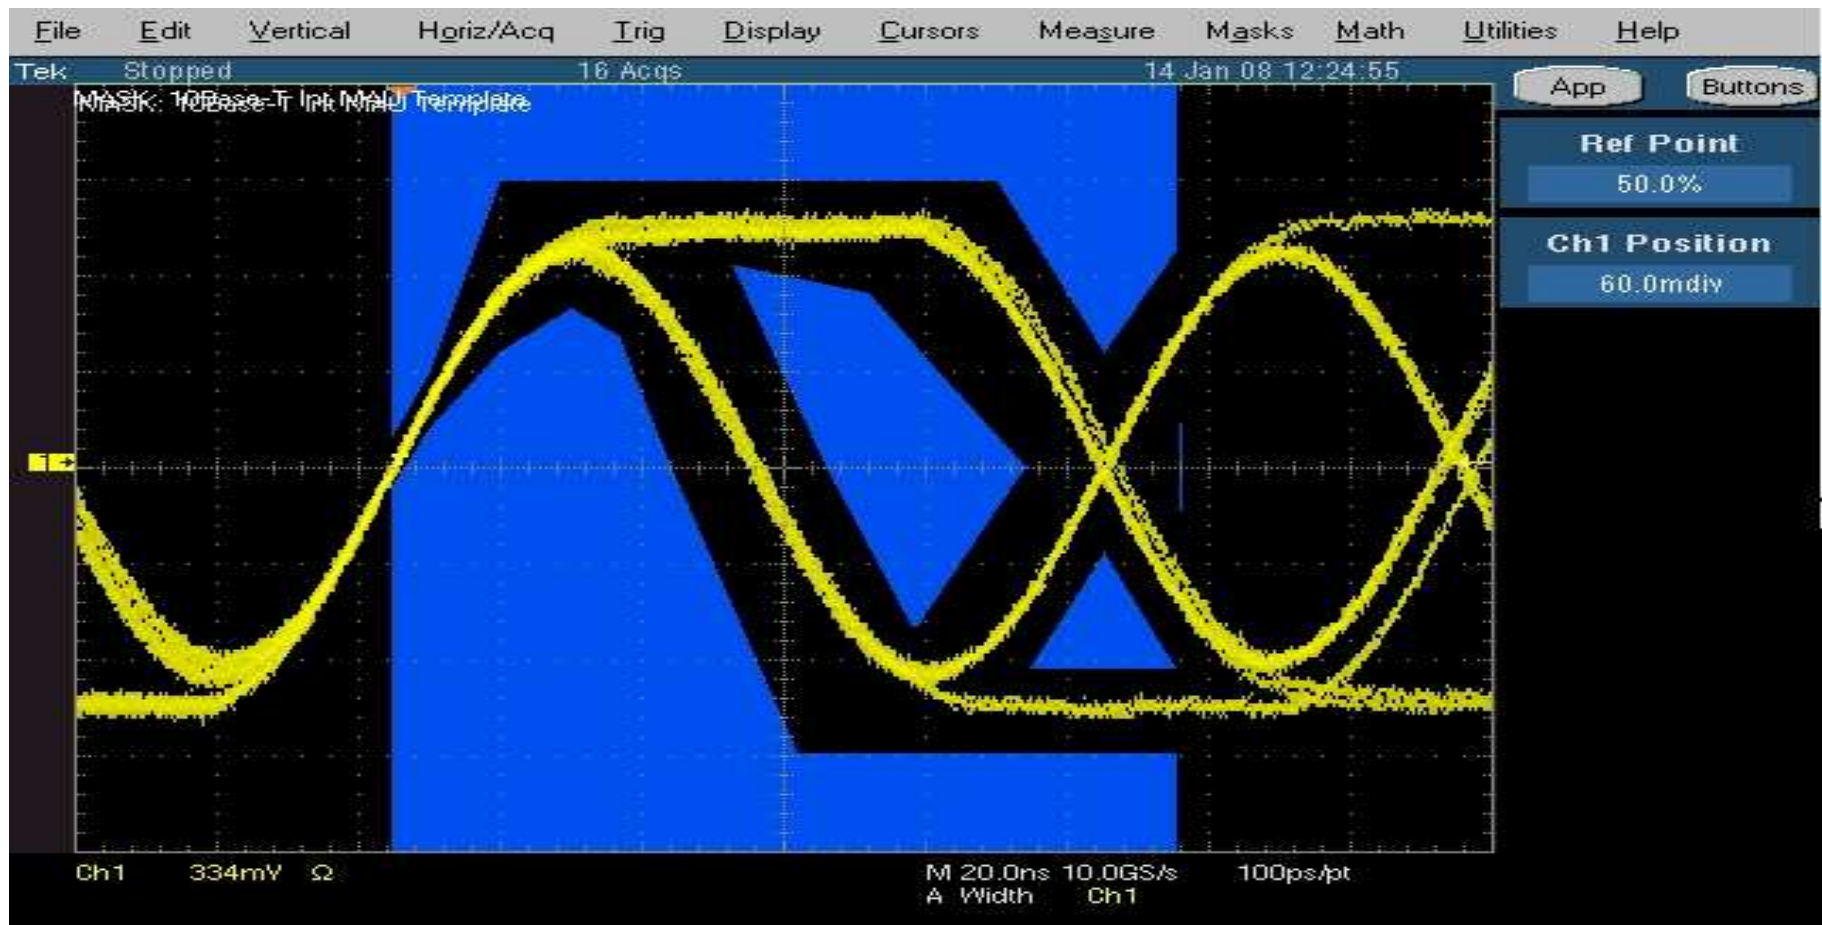 File Edit Vertical Horiz/Acq Trig Display Cursors Measure Masks Math Utilities Help
Tek Stopped 16 Acqs 14 Jan 08 12:24:55
App Buttons
MASK: 10Base-T Int MAU Template
Ref Point
50.0%
Ch1 Position
60.0mdiv
Ch1 334mV Ω M 20.0ns 10.0GS/s 100ps/pt
A Width Ch1